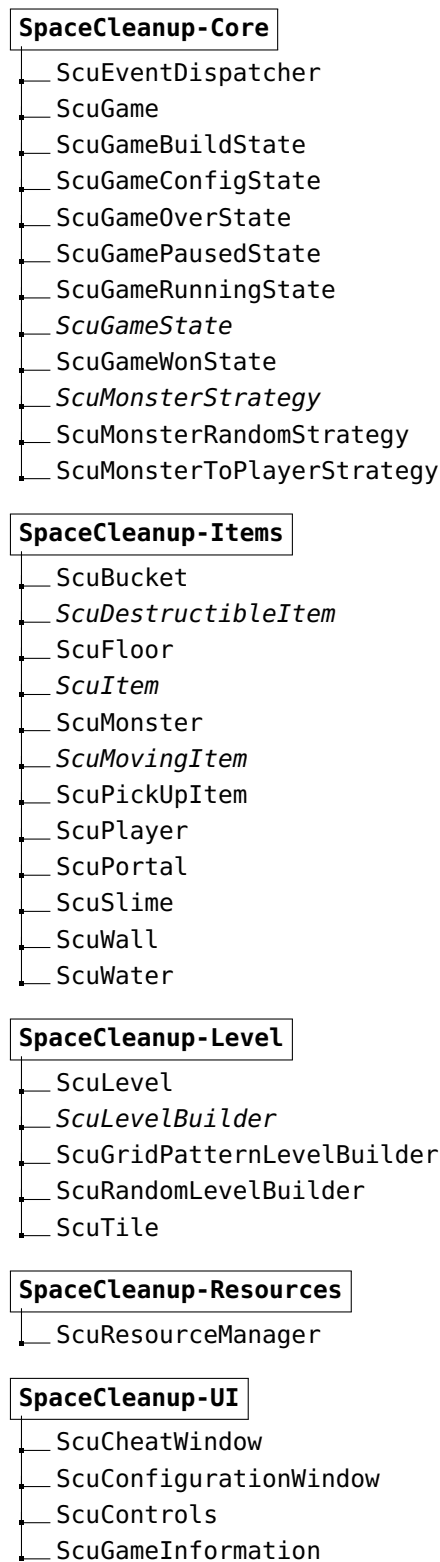 SpaceCleanup-Core
ScuEventDispatcher
ScuGame
ScuGameBuildState
ScuGameConfigState
ScuGameOverState
ScuGamePausedState
ScuGameRunningState
ScuGameState
ScuGameWonState
ScuMonsterStrategy
ScuMonsterRandomStrategy
ScuMonsterToPlayerStrategy
SpaceCleanup-Items
ScuBucket
ScuDestructibleItem
ScuFloor
ScuItem
ScuMonster
ScuMovingItem
ScuPickUpItem
ScuPlayer
ScuPortal
ScuSlime
ScuWall
ScuWater
SpaceCleanup-Level
ScuLevel
ScuLevelBuilder
ScuGridPatternLevelBuilder
ScuRandomLevelBuilder
ScuTile
SpaceCleanup-Resources
ScuResourceManager
SpaceCleanup-UI
ScuCheatWindow
ScuConfigurationWindow
ScuControls
ScuGameInformation